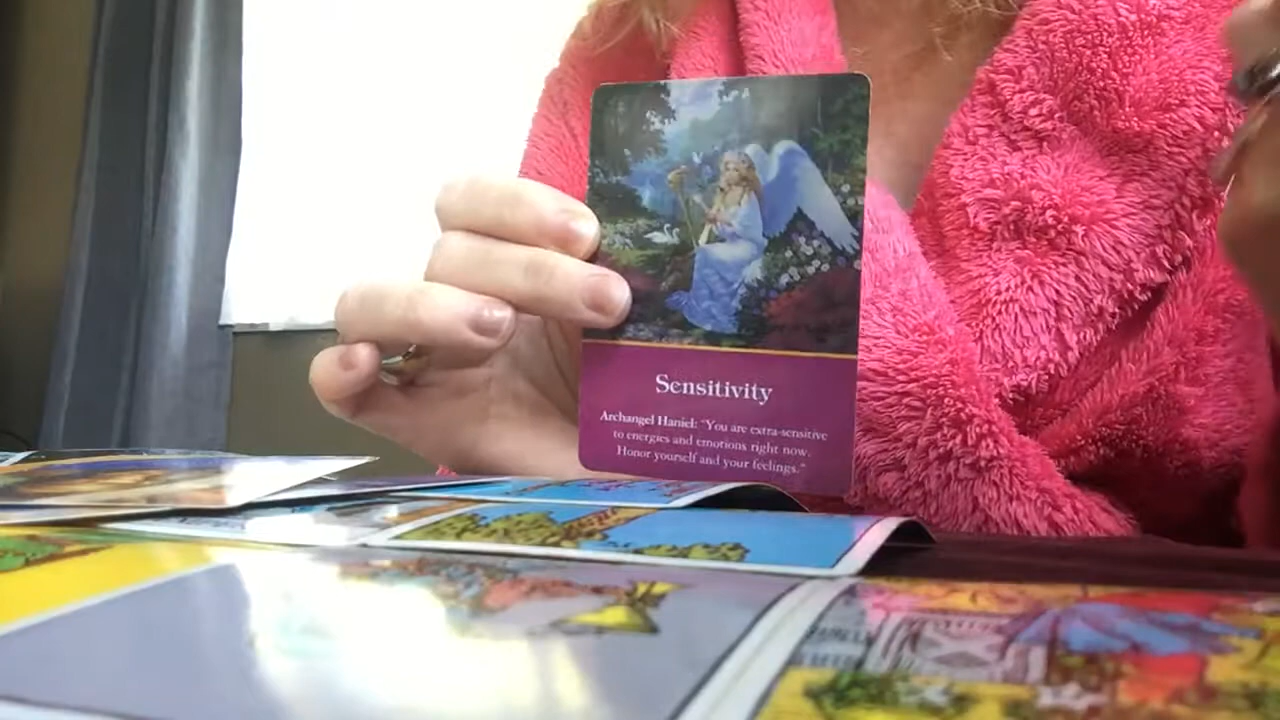 Sensitivity
Archangel Haniel: "You are extra-sensitive
to energies and emotions right now.
Honor yourself and your feelings."